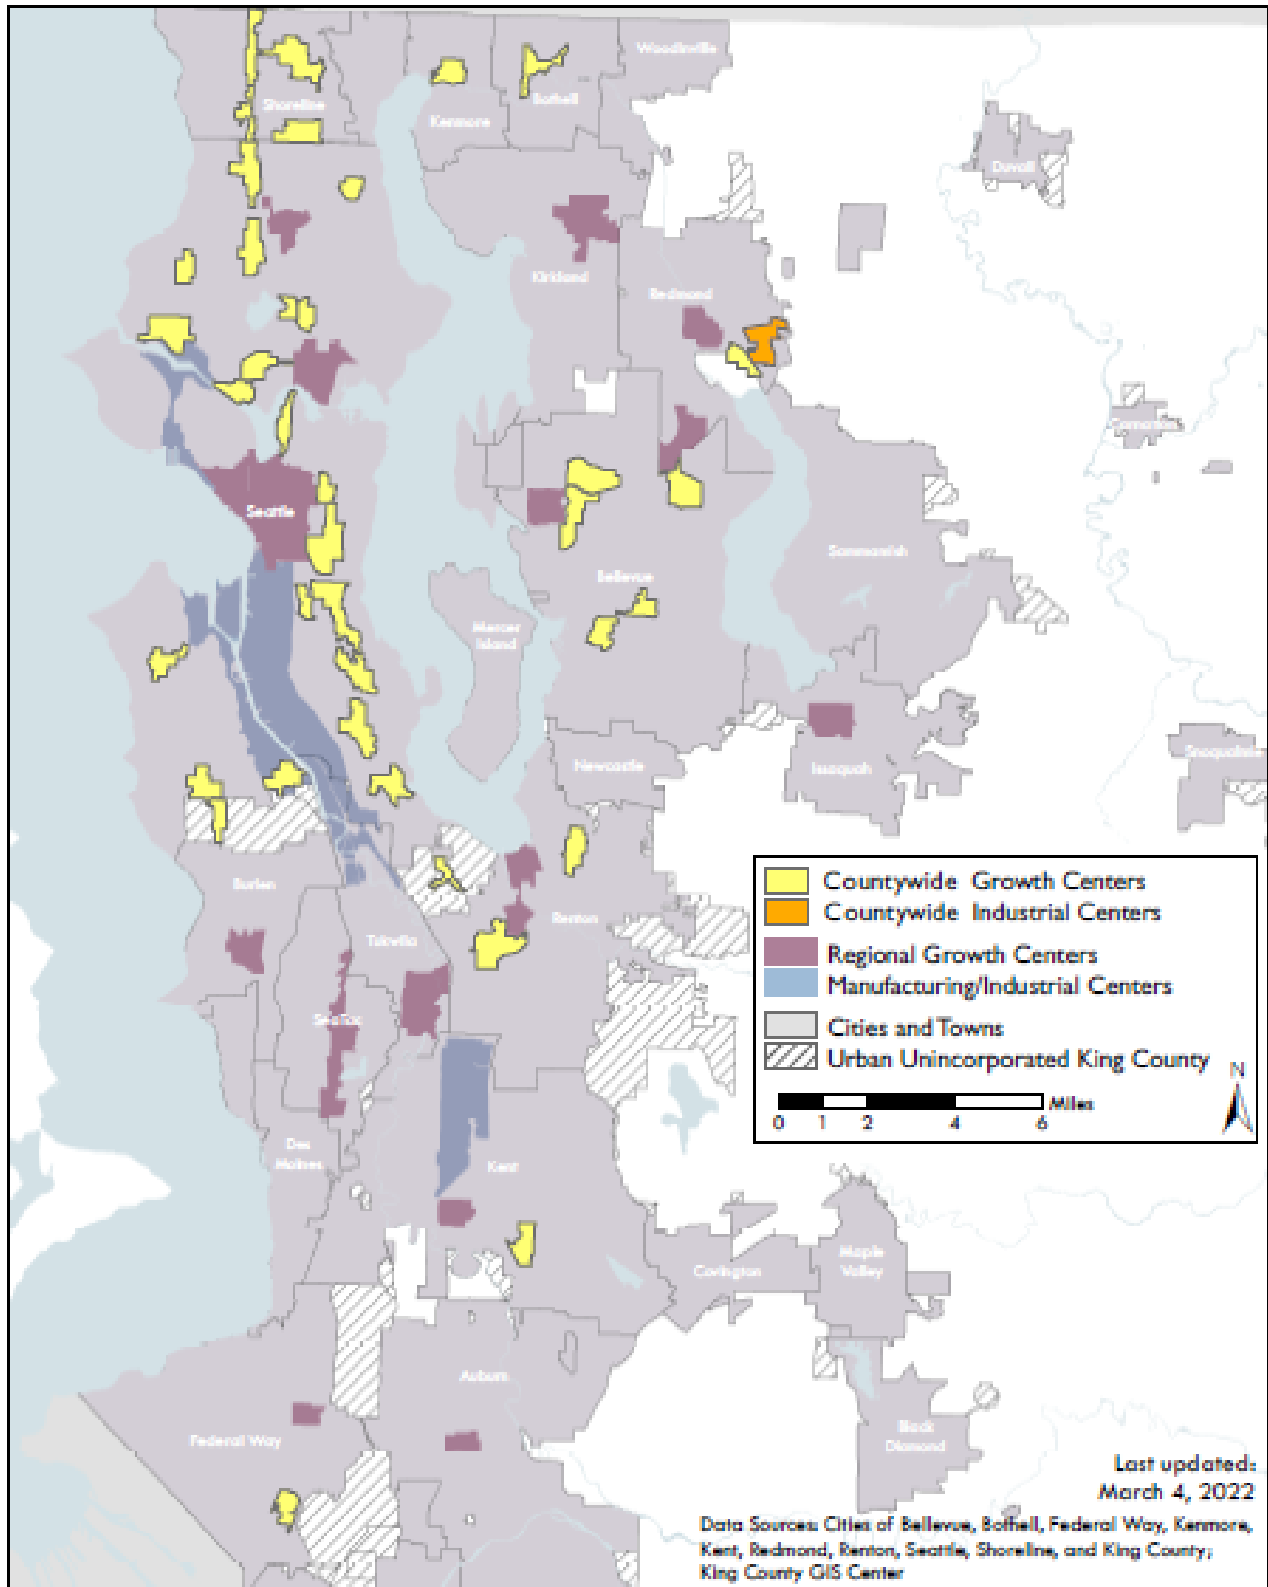 Woodinville
Shoreline
Bothell
Kenmore
Duvall
Kirkland
Redmond
Carnation
Seattle
Sammamish
Bellevue
Mercer
Island
Snoqualmie
Newcastle
Issaquah
Burien
Renton
Tukwila
SeaTac
Des
Moines
Kent
Maple
Valley
Covington
Auburn
Federal Way
Black
Diamond
Countywide Growth Centers
Countywide Industrial Centers
Regional Growth Centers
Manufacturing/Industrial Centers
Cities and Towns
Urban Unincorporated King County
N
Miles
0 1 2 4 6
Last updated:
March 4, 2022
Data Sources: Cities of Bellevue, Bothell, Federal Way, Kenmore,
Kent, Redmond, Renton, Seattle, Shoreline, and King County;
King County GIS Center